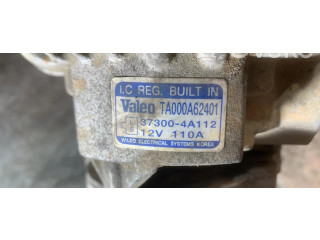 I.C REG. BUILT IN
Valeo TA000A62401
37300-4A112
12V 110A
VALEO ELECTRICAL SYSTEMS KOREA